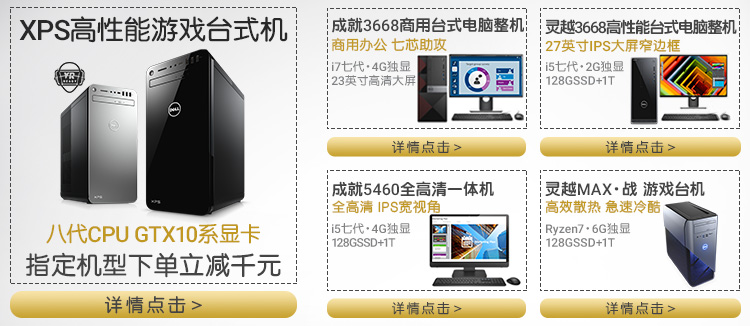 XPS高性能游戏台式机
VR
DELL
XPS
八代CPU GTX10系显卡
指定机型下单立减千元
详情点击>
成就3668商用台式电脑整机
商用办公 七芯助攻
i7七代·4G独显
23英寸高清大屏
详情点击>
灵越3668高性能台式电脑整机
27英寸IPS大屏窄边框
i5七代·2G独显
128GSSD+1T
详情点击>
成就5460全高清一体机
全高清 IPS宽视角
i5七代·4G独显
128GSSD+1T
详情点击>
灵越MAX·战 游戏台机
高效散热 急速冷酷
Ryzen7·6G独显
128GSSD+1T
详情点击>